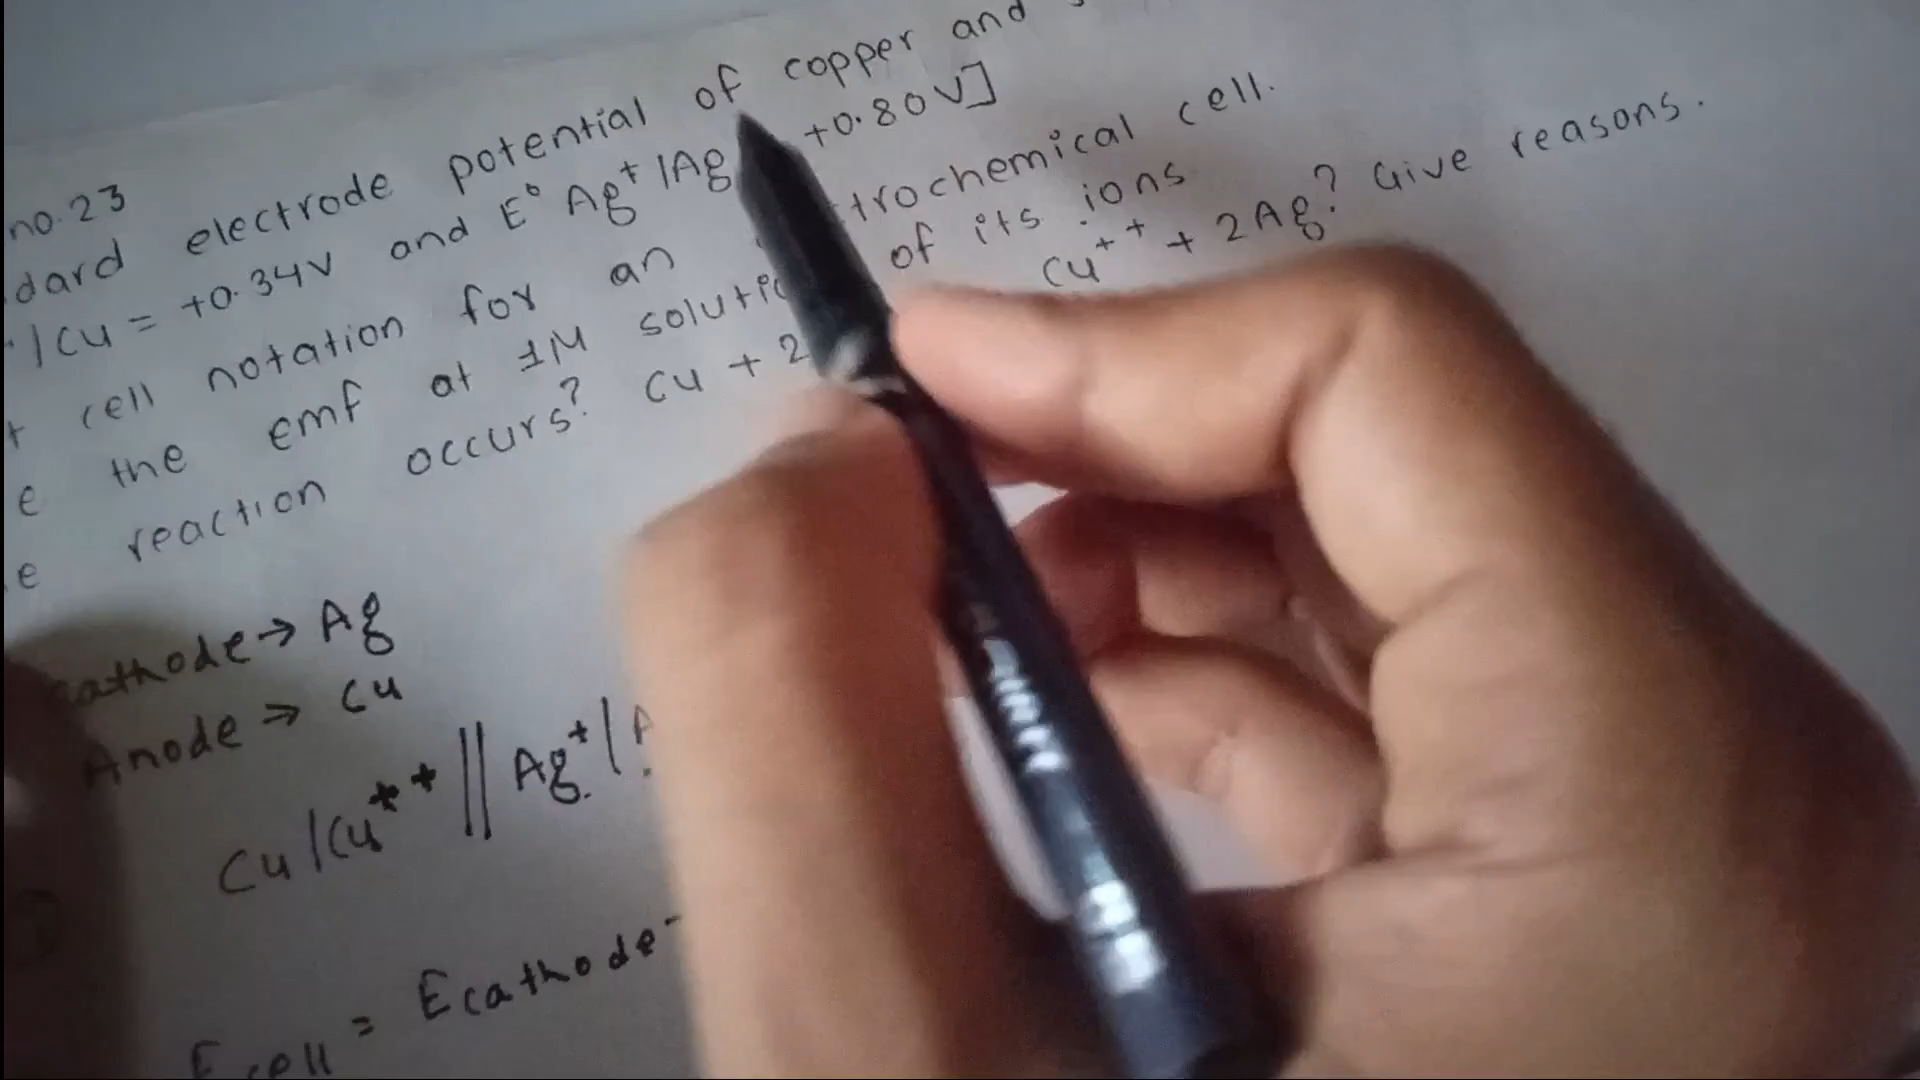 no.23
dard electrode potential of copper and
/Cu = +0.34V and E° Ag⁺ |Ag +0.80V]
cell notation for an trochemical cell.
e the emf at 1M solutio of its ions
e reaction occurs? Cu + 2 Cu⁺⁺ + 2Ag? Give reasons.
cathode → Ag
Anode → Cu
Cu/Cu⁺⁺ || Ag⁺ |
Ecell = Ecathode-